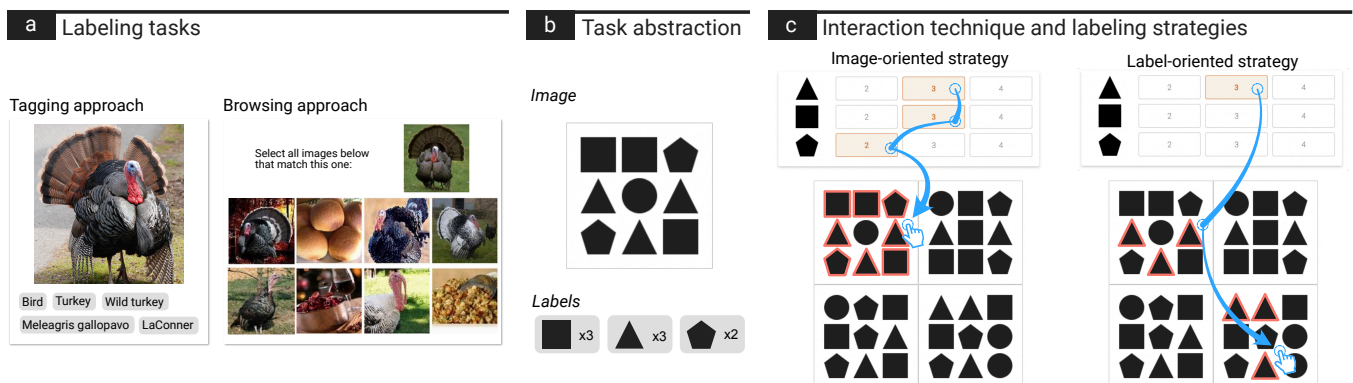 a Labeling tasks
b Task abstraction
c Interaction technique and labeling strategies
Tagging approach
Browsing approach
Select all images below
that match this one:
Bird Turkey Wild turkey
Meleagris gallopavo LaConner
Image
Labels
x3 x3 x2
Image-oriented strategy
2 3 4
2 3 4
2 3 4
Label-oriented strategy
2 3 4
2 3 4
2 3 4